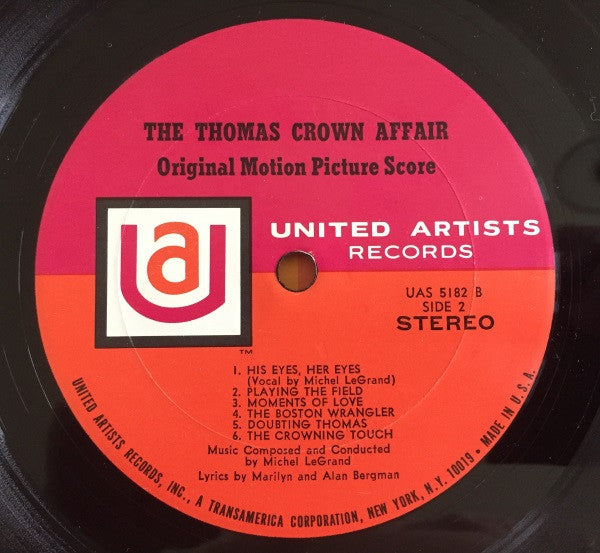 THE THOMAS CROWN AFFAIR
Original Motion Picture Score
ua
UNITED ARTISTS
RECORDS
UAS 5182 B
SIDE 2
STEREO
TM
1. HIS EYES, HER EYES
(Vocal by Michel LeGrand)
2. PLAYING THE FIELD
3. MOMENTS OF LOVE
4. THE BOSTON WRANGLER
5. DOUBTING THOMAS
6. THE CROWNING TOUCH
Music Composed and Conducted
by Michel LeGrand
Lyrics by Marilyn and Alan Bergman
UNITED ARTISTS RECORDS, INC., A TRANSAMERICA CORPORATION, NEW YORK, N.Y. 10019 • MADE IN U.S.A.